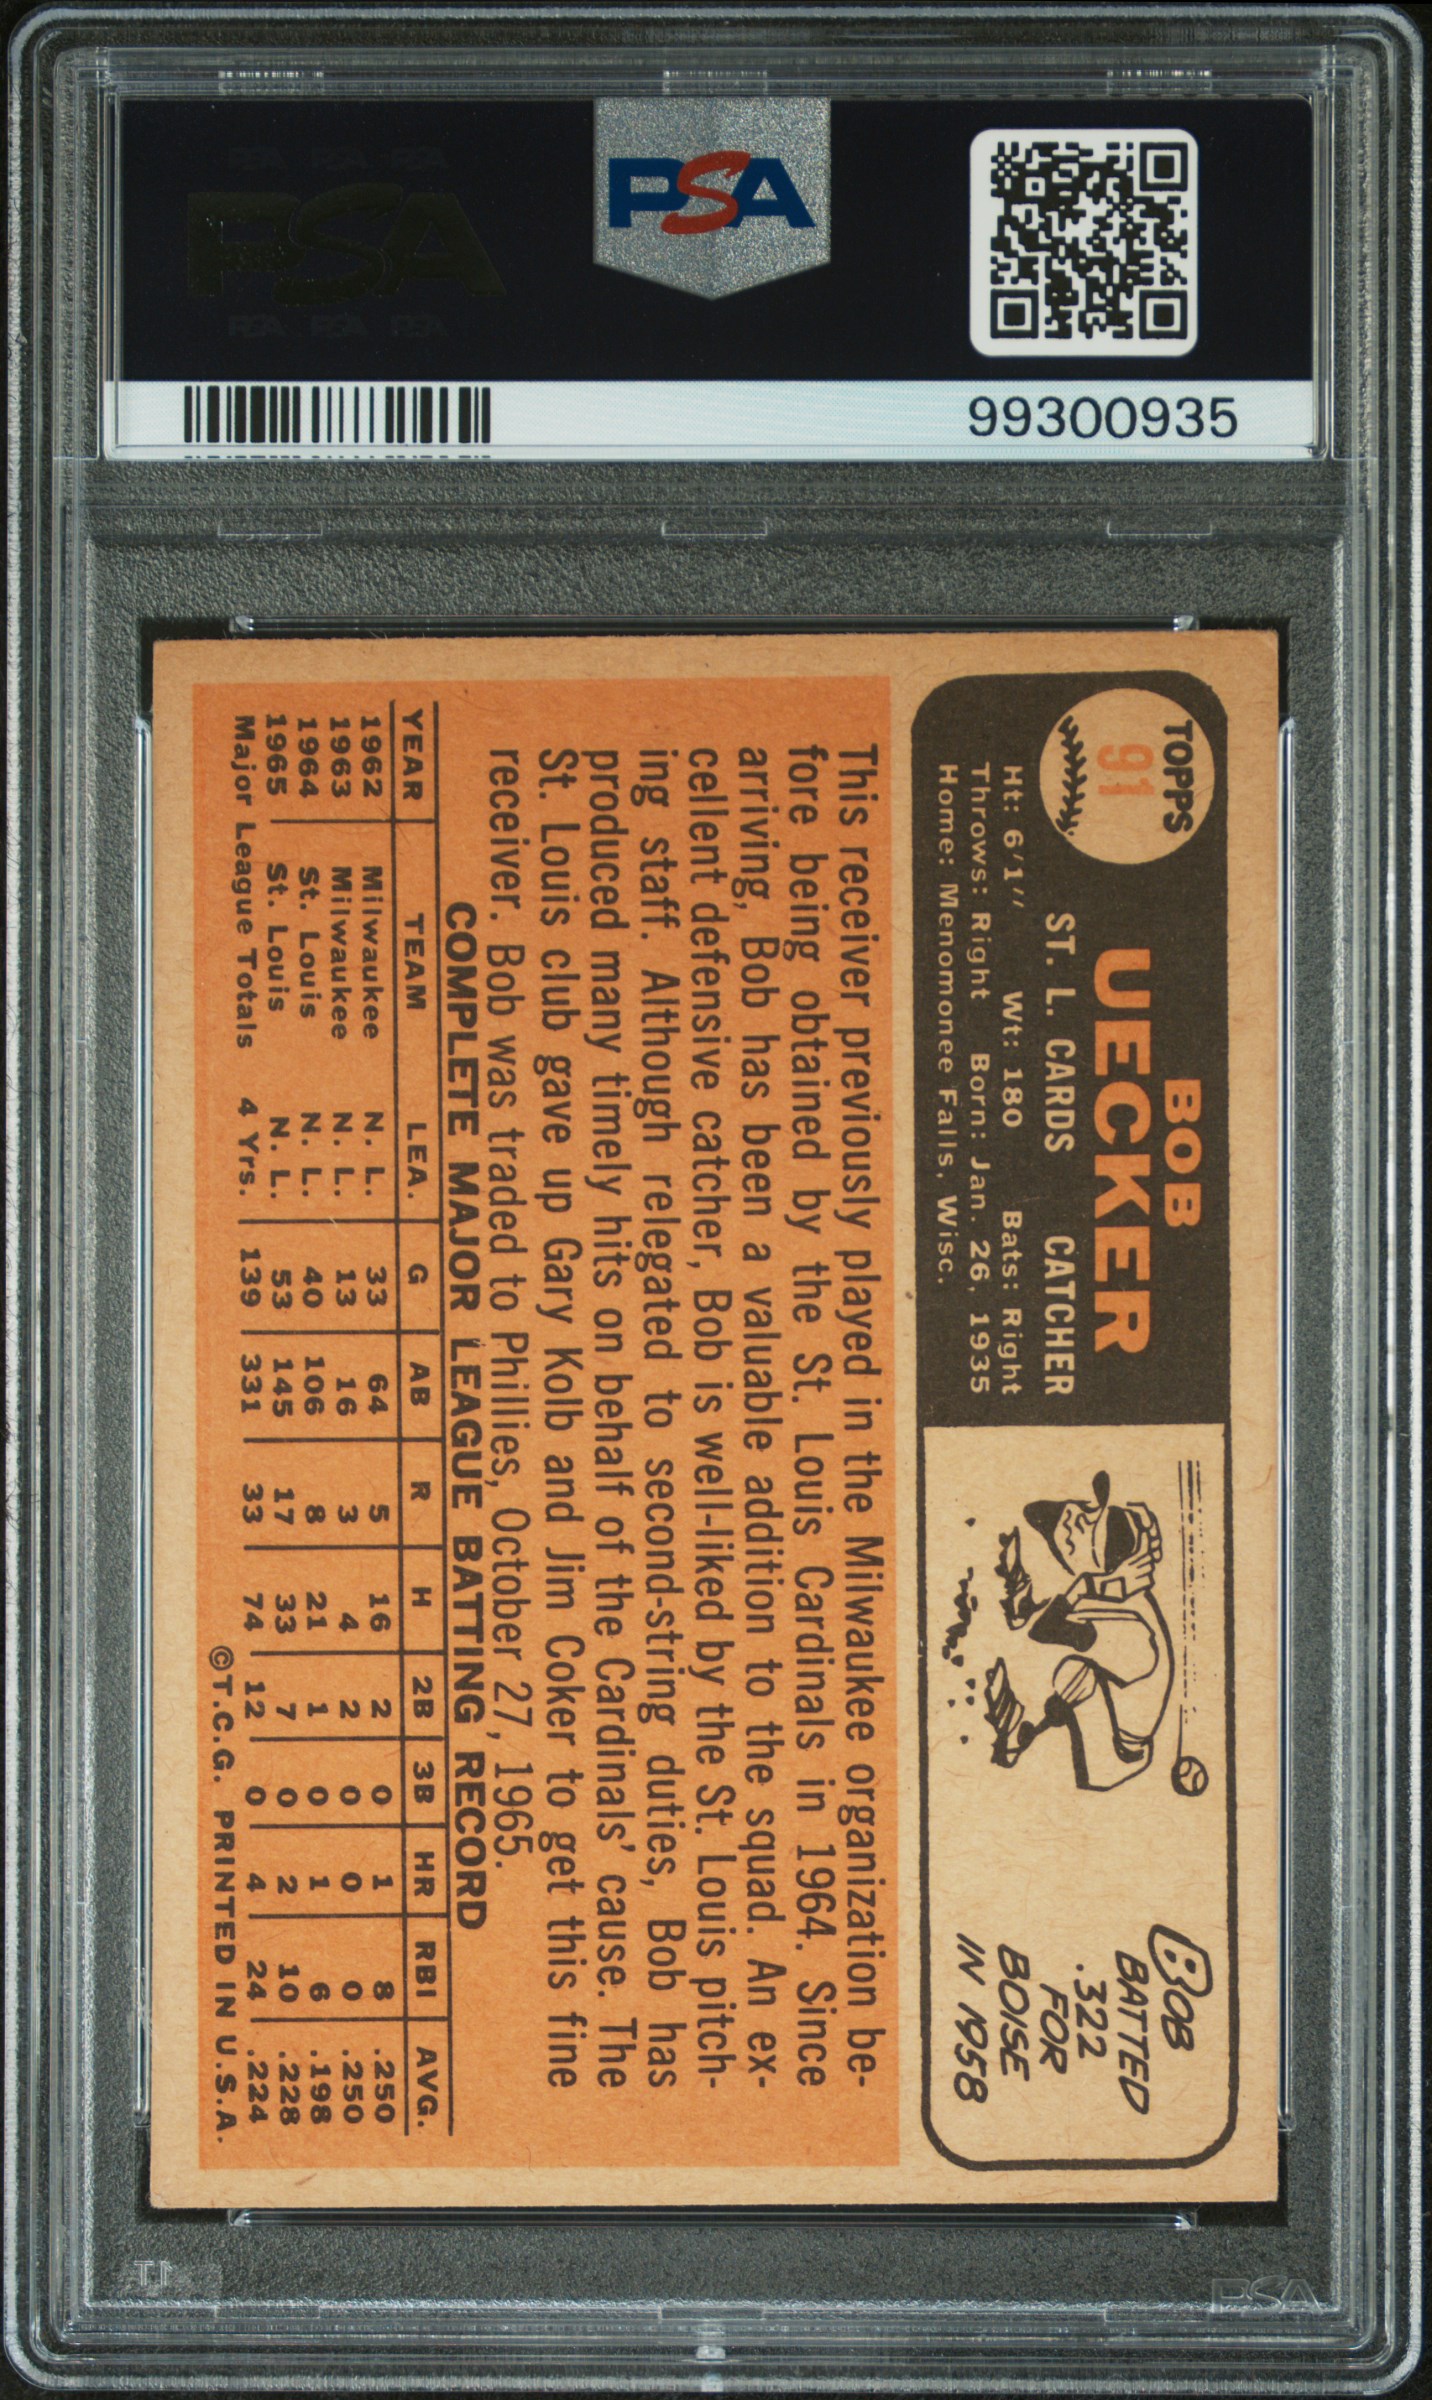 PSA PSA PSA
PSA
PSA PSA PSA
PSA
99300935
TOPPS
91
BOB
UECKER
ST. L. CARDS CATCHER
Ht: 6'1" Wt: 180 Bats: Right
Throws: Right Born: Jan. 26, 1935
Home: Menomonee Falls, Wisc.
BOB
BATTED
.322
FOR
BOISE
IN 1958
This receiver previously played in the Milwaukee organization be-
fore being obtained by the St. Louis Cardinals in 1964. Since
arriving, Bob has been a valuable addition to the squad. An ex-
cellent defensive catcher, Bob is well-liked by the St. Louis pitch-
ing staff. Although relegated to second-string duties, Bob has
produced many timely hits on behalf of the Cardinals' cause. The
St. Louis club gave up Gary Kolb and Jim Coker to get this fine
receiver. Bob was traded to Phillies, October 27, 1965.
COMPLETE MAJOR LEAGUE BATTING RECORD
YEAR TEAM LEA. G AB R H 2B 3B HR RBI AVG.
1962 Milwaukee N. L. 33 64 5 16 2 0 1 8 .250
1963 Milwaukee N. L. 13 16 3 4 2 0 0 0 .250
1964 St. Louis N. L. 40 106 8 21 1 0 1 6 .198
1965 St. Louis N. L. 53 145 17 33 7 0 2 10 .228
Major League Totals 4 Yrs. 139 331 33 74 12 0 4 24 .224
©T.C.G. PRINTED IN U.S.A.
PSA